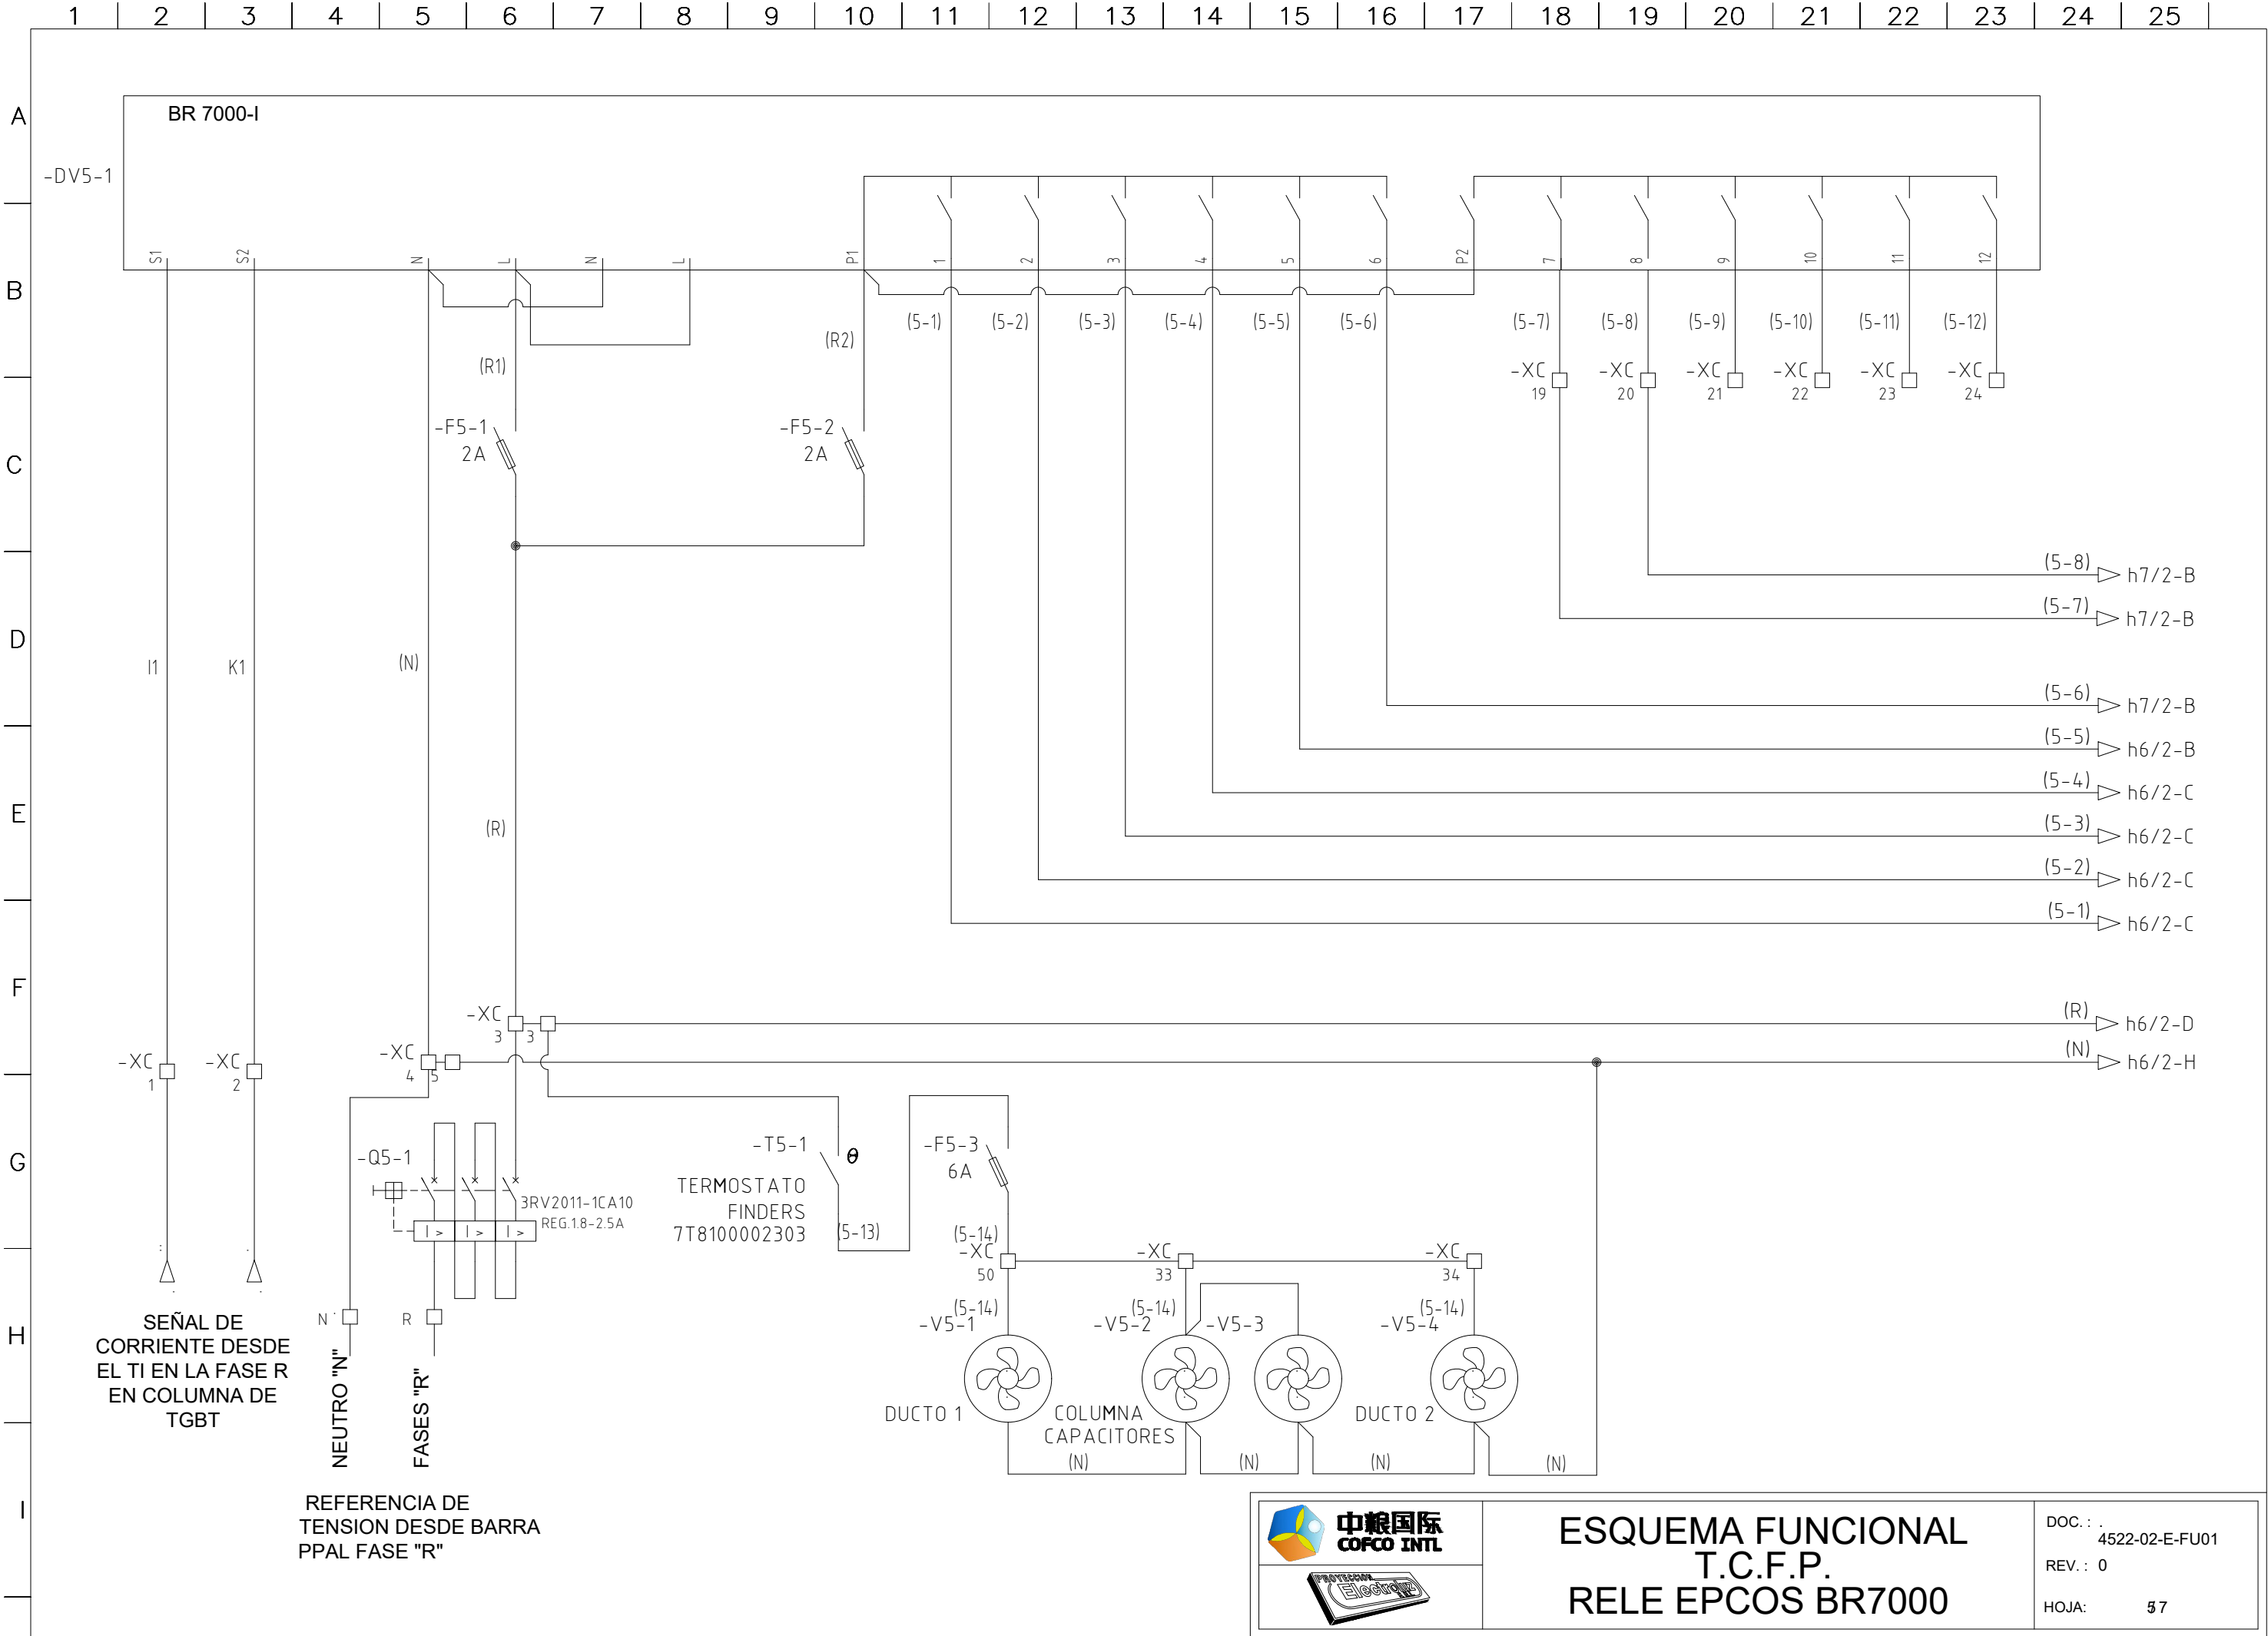 1 2 3 4 5 6 7 8 9 10 11 12 13 14 15 16 17 18 19 20 21 22 23 24 25
A
BR 7000-I
-DV5-1
S1 S2 N L N L P1 1 2 3 4 5 6 P2 7 8 9 10 11 12
B
(5-1) (5-2) (5-3) (5-4) (5-5) (5-6) (5-7) (5-8) (5-9) (5-10) (5-11) (5-12)
(R1) (R2)
-XC -XC -XC -XC -XC -XC
19 20 21 22 23 24
-F5-1 -F5-2
2A 2A
C
(5-8) h7/2-B
(5-7) h7/2-B
D
I1 K1 (N)
(5-6) h7/2-B
(5-5) h6/2-B
(5-4) h6/2-C
E
(R)
(5-3) h6/2-C
(5-2) h6/2-C
(5-1) h6/2-C
F
-XC
3 3
(R) h6/2-D
-XC -XC -XC
1 2 4 5
(N) h6/2-H
G
-Q5-1
3RV2011-1CA10
REG.1.8-2.5A
I> I> I>
-T5-1 θ
TERMOSTATO
FINDERS
7T8100002303
(5-13)
-F5-3
6A
(5-14)
-XC -XC -XC
50 33 34
(5-14) (5-14) (5-14)
H
-V5-1 -V5-2 -V5-3 -V5-4
N R
SEÑAL DE
CORRIENTE DESDE
EL TI EN LA FASE R
EN COLUMNA DE
TGBT
NEUTRO "N"
FASES "R"
DUCTO 1
COLUMNA
CAPACITORES
DUCTO 2
(N) (N) (N) (N)
I
REFERENCIA DE
TENSION DESDE BARRA
PPAL FASE "R"
中粮国际
COFCO INTL
PROYECCION
Electroluz
S.R.L.
ESQUEMA FUNCIONAL
T.C.F.P.
RELE EPCOS BR7000
DOC. : .
4522-02-E-FU01
REV. : 0
HOJA: 7